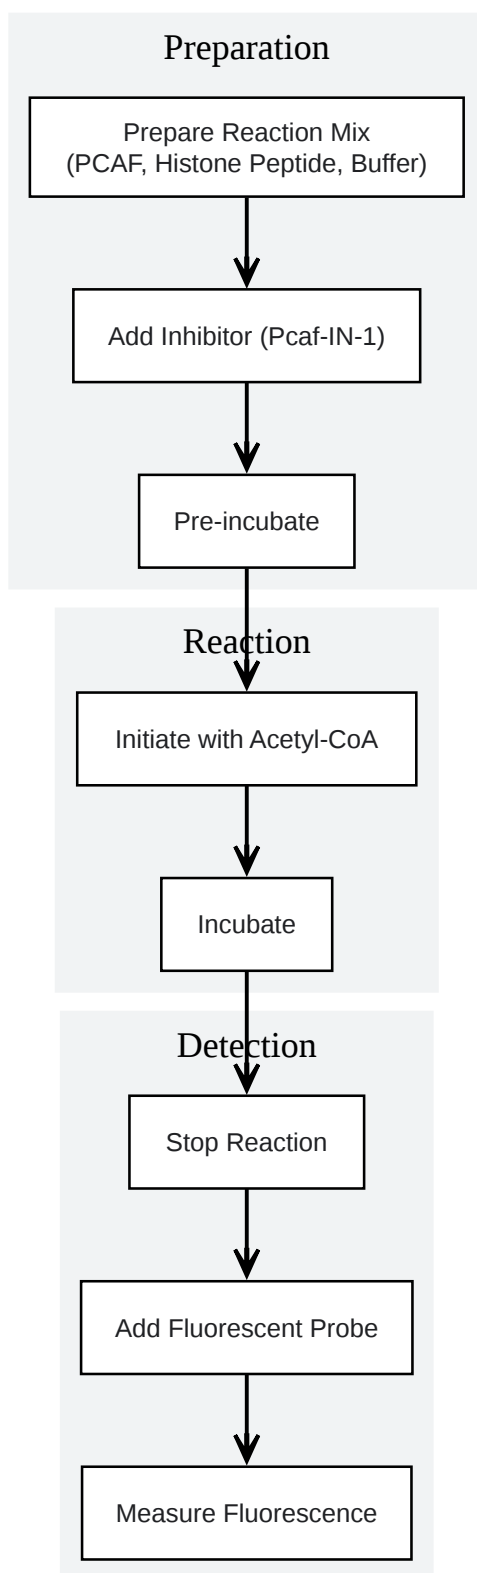 Preparation
Prepare Reaction Mix
(PCAF, Histone Peptide, Buffer)
Add Inhibitor (Pcaf-IN-1)
Pre-incubate
Reaction
Initiate with Acetyl-CoA
Incubate
Detection
Stop Reaction
Add Fluorescent Probe
Measure Fluorescence